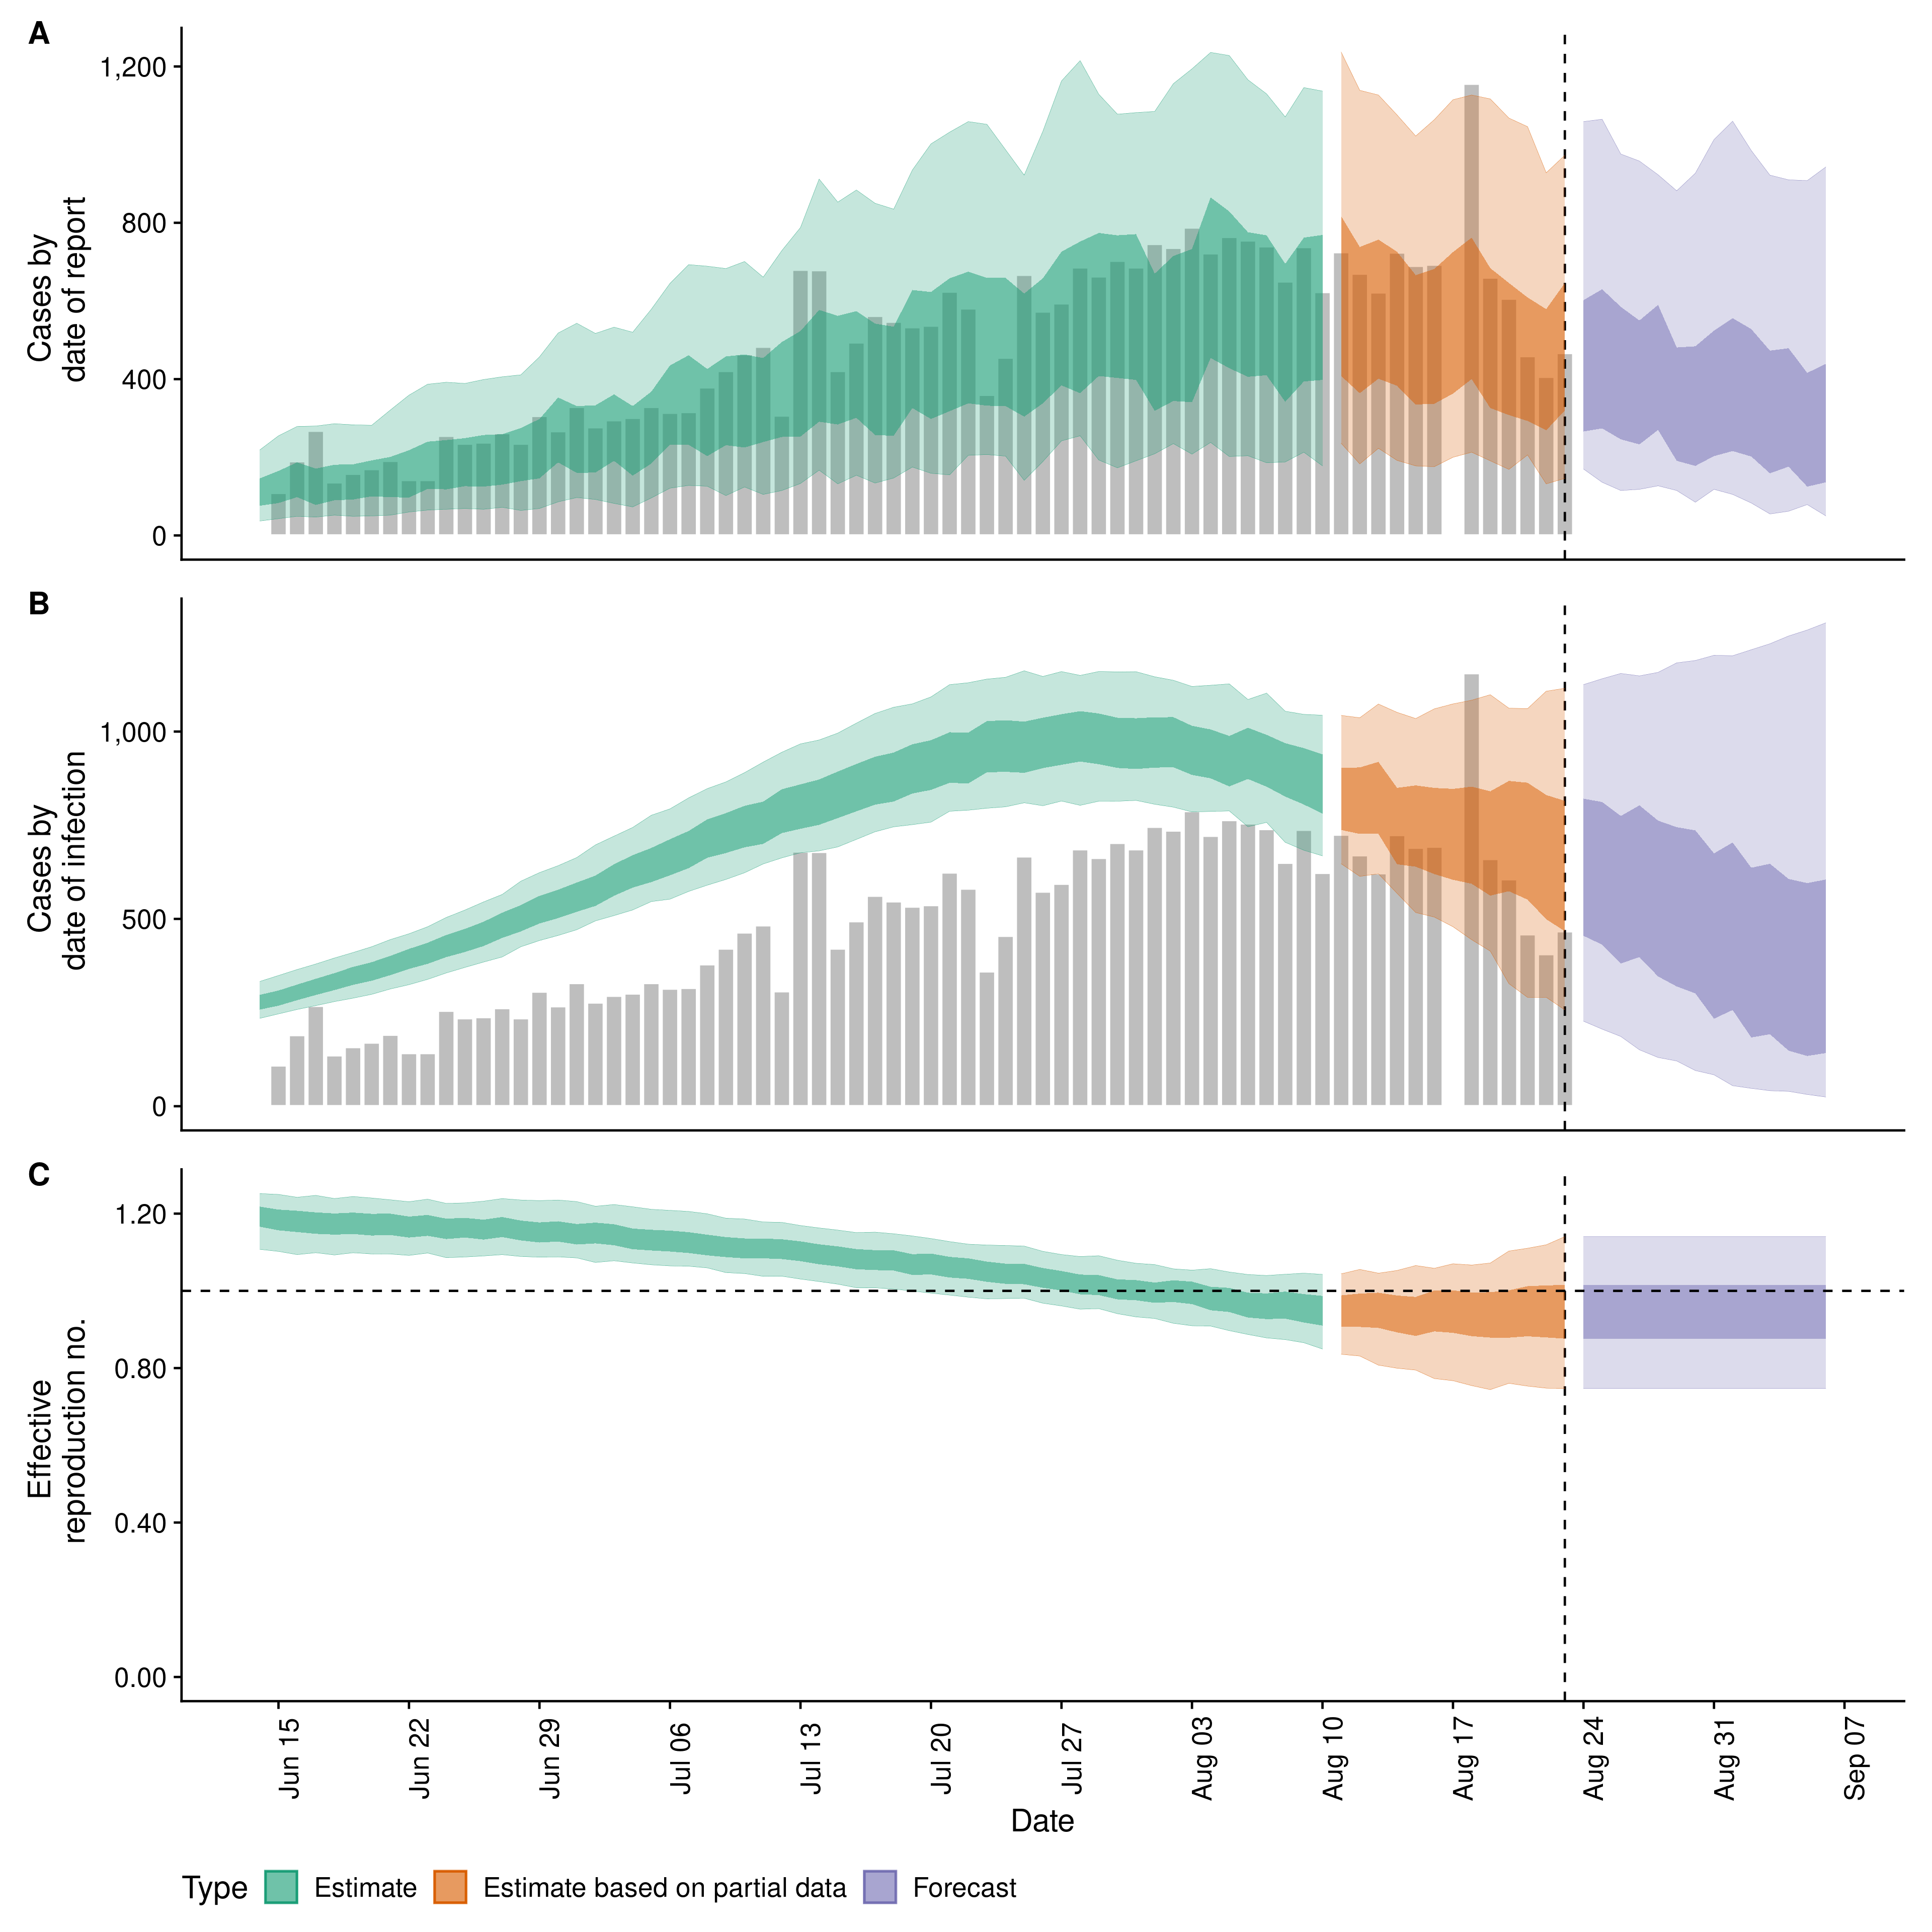 A
Cases by
date of report
1,200
800
400
0
B
Cases by
date of infection
1,000
500
0
C
Effective
reproduction no.
1.20
0.80
0.40
0.00
Jun 15
Jun 22
Jun 29
Jul 06
Jul 13
Jul 20
Jul 27
Aug 03
Aug 10
Aug 17
Aug 24
Aug 31
Sep 07
Date
Type Estimate Estimate based on partial data Forecast